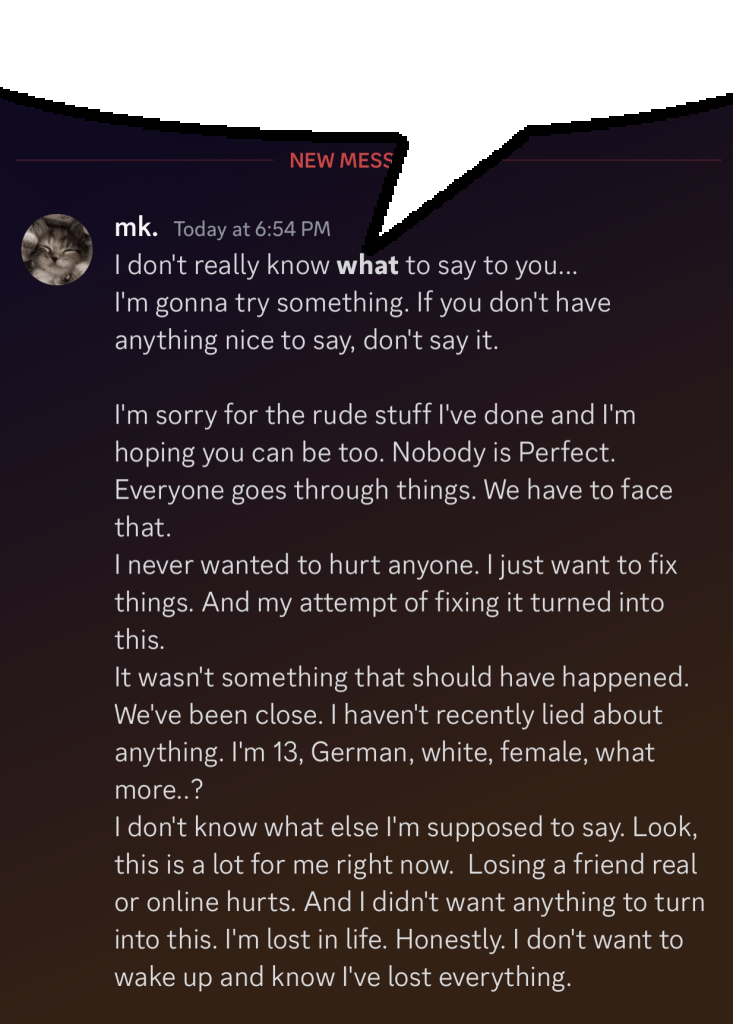 NEW MESS
mk. Today at 6:54 PM
I don't really know what to say to you...
I'm gonna try something. If you don't have
anything nice to say, don't say it.
I'm sorry for the rude stuff I've done and I'm
hoping you can be too. Nobody is Perfect.
Everyone goes through things. We have to face
that.
I never wanted to hurt anyone. I just want to fix
things. And my attempt of fixing it turned into
this.
It wasn't something that should have happened.
We've been close. I haven't recently lied about
anything. I'm 13, German, white, female, what
more..?
I don't know what else I'm supposed to say. Look,
this is a lot for me right now.  Losing a friend real
or online hurts. And I didn't want anything to turn
into this. I'm lost in life. Honestly. I don't want to
wake up and know I've lost everything.